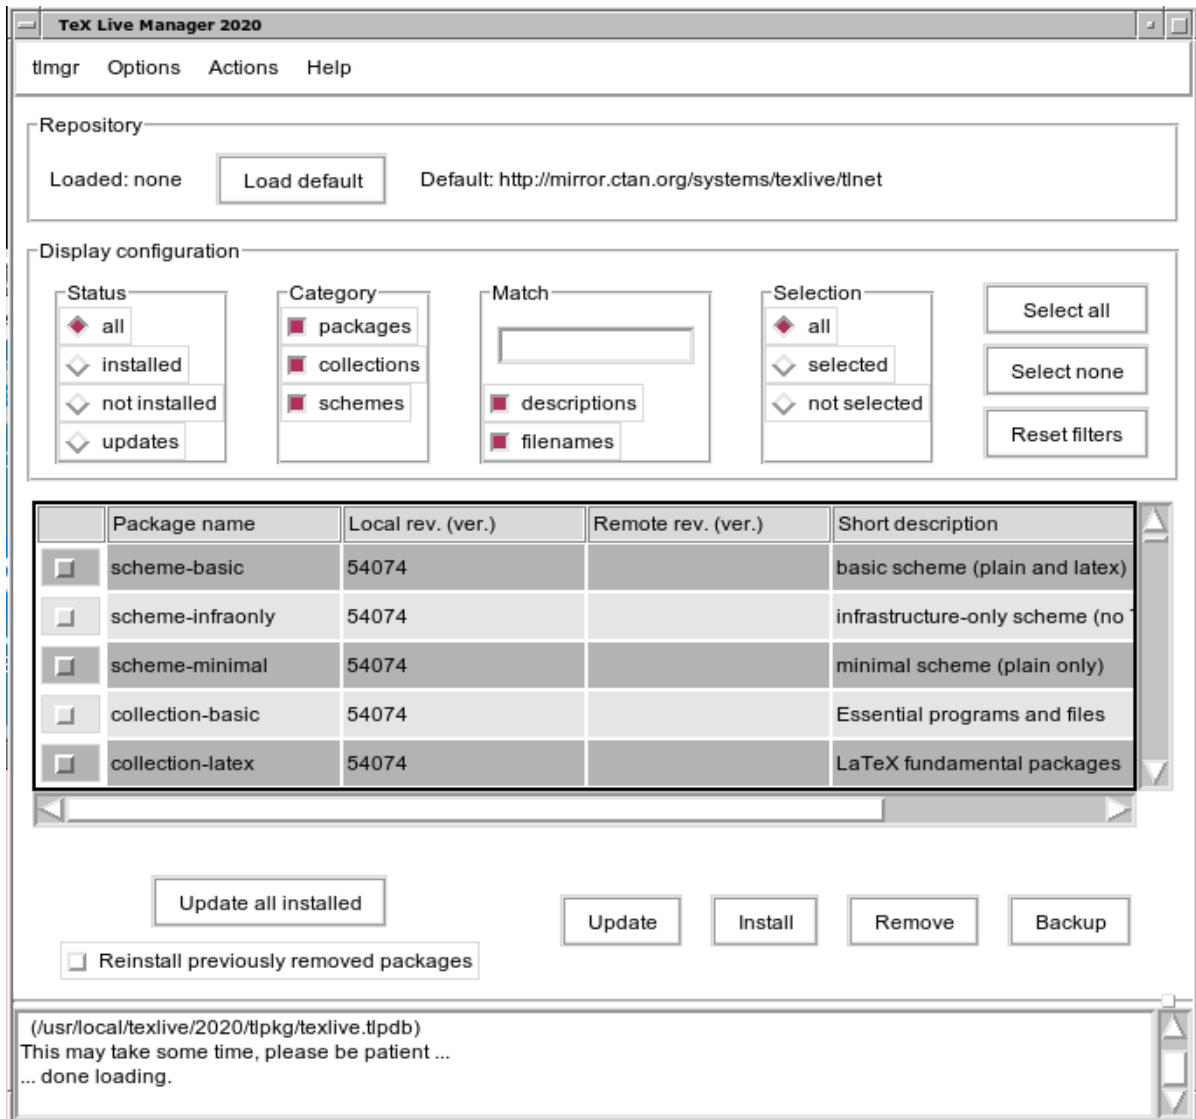 TeX Live Manager 2020
tlmgr Options Actions Help
Repository
Loaded: none Load default Default: http://mirror.ctan.org/systems/texlive/tlnet
Display configuration
Status Category Match Selection
all packages all Select all
installed collections selected Select none
not installed schemes descriptions not selected
updates filenames Reset filters
Package name Local rev. (ver.) Remote rev. (ver.) Short description
scheme-basic 54074 basic scheme (plain and latex)
scheme-infraonly 54074 infrastructure-only scheme (no
scheme-minimal 54074 minimal scheme (plain only)
collection-basic 54074 Essential programs and files
collection-latex 54074 LaTeX fundamental packages
Update all installed
Update Install Remove Backup
Reinstall previously removed packages
(/usr/local/texlive/2020/tlpkg/texlive.tlpdb)
This may take some time, please be patient ...
... done loading.